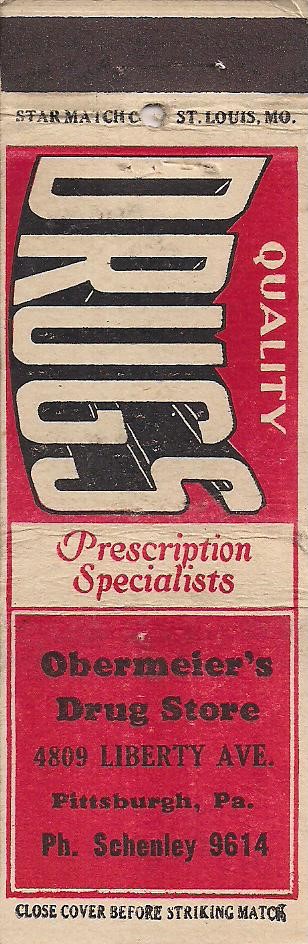 STAR MATCH C ST. LOUIS, MO.
QUALITY
DRUGS
Prescription
Specialists
Obermeier's
Drug Store
4809 LIBERTY AVE.
Pittsburgh, Pa.
Ph. Schenley 9614
CLOSE COVER BEFORE STRIKING MATCH